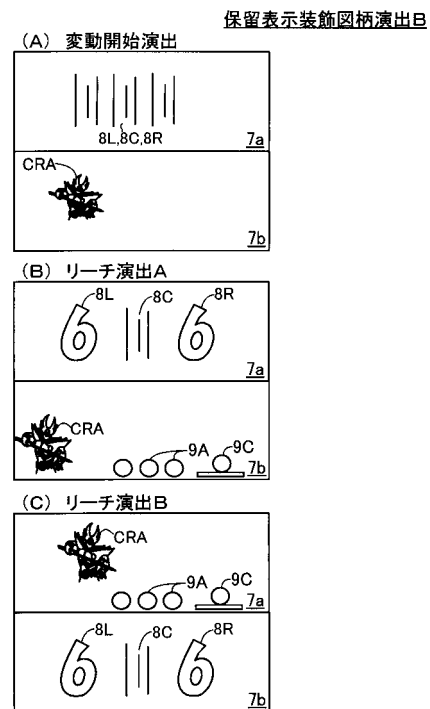 保留表示装飾図柄演出B
(A) 変動開始演出
8L,8C,8R
7a
CRA
7b
(B) リーチ演出A
8L 8C 8R
6 6
7a
CRA 9A 9C
7b
(C) リーチ演出B
CRA
9A 9C
7a
8L 8C 8R
6 6
7b